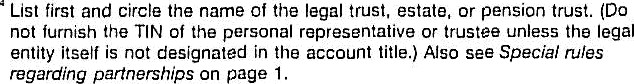 ⁴ List first and circle the name of the legal trust, estate, or pension trust. (Do
not furnish the TIN of the personal representative or trustee unless the legal
entity itself is not designated in the account title.) Also see Special rules
regarding partnerships on page 1.